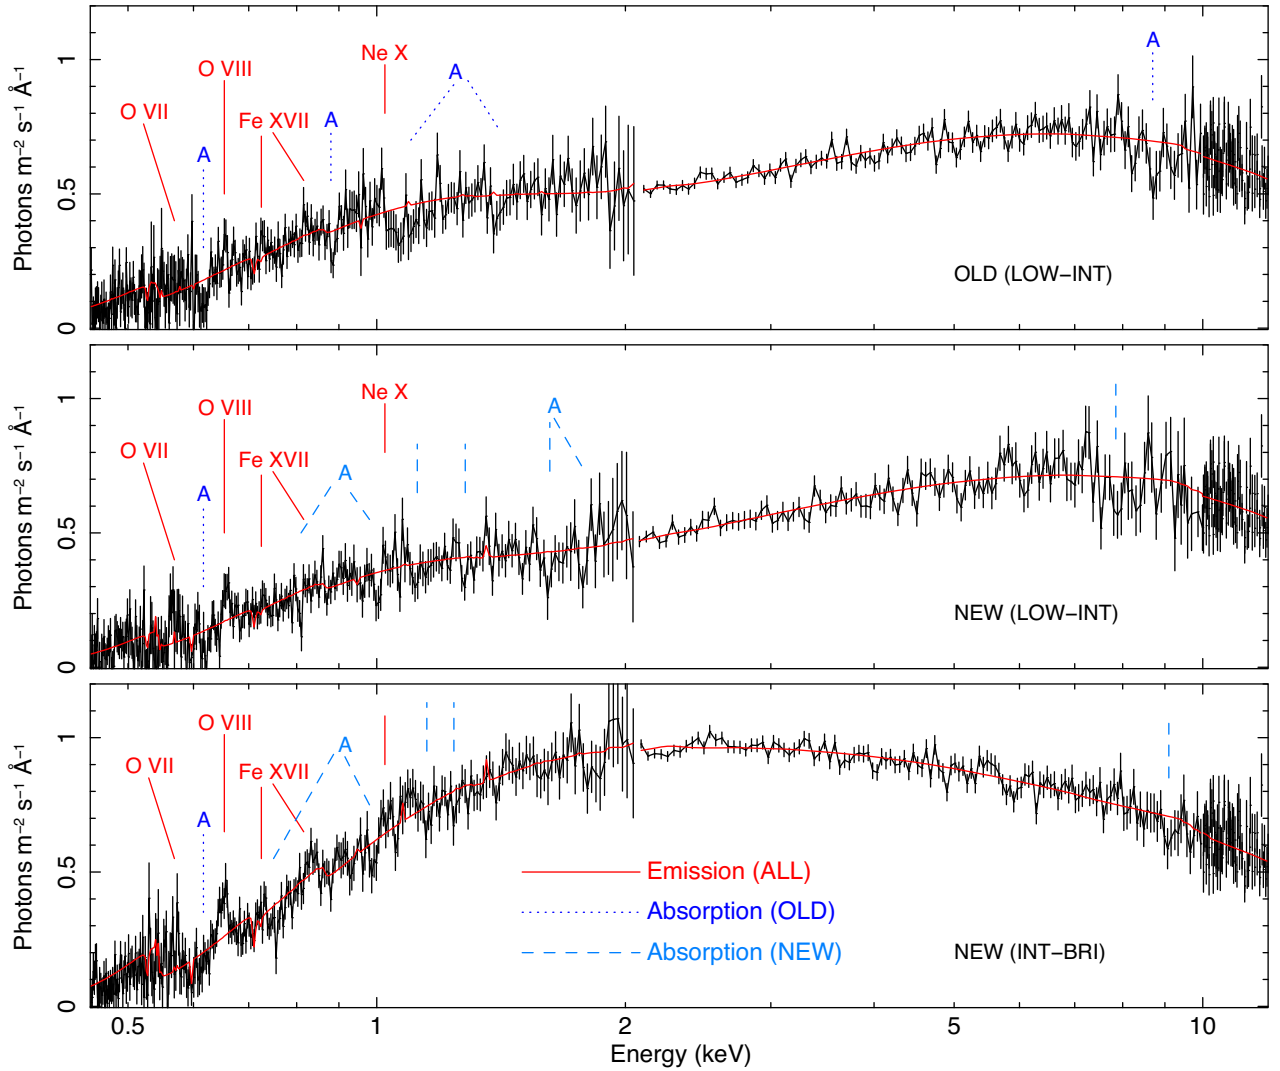 Photons m⁻² s⁻¹ Å⁻¹
1
0.5
0
O VII
A
O VIII
Fe XVII
A
Ne X
A
A
OLD (LOW−INT)
Photons m⁻² s⁻¹ Å⁻¹
1
0.5
0
O VII
A
O VIII
Fe XVII
A
Ne X
A
NEW (LOW−INT)
Photons m⁻² s⁻¹ Å⁻¹
1
0.5
0
O VII
A
O VIII
Fe XVII
A
Emission (ALL)
Absorption (OLD)
Absorption (NEW)
NEW (INT−BRI)
0.5 1 2 5 10
Energy (keV)